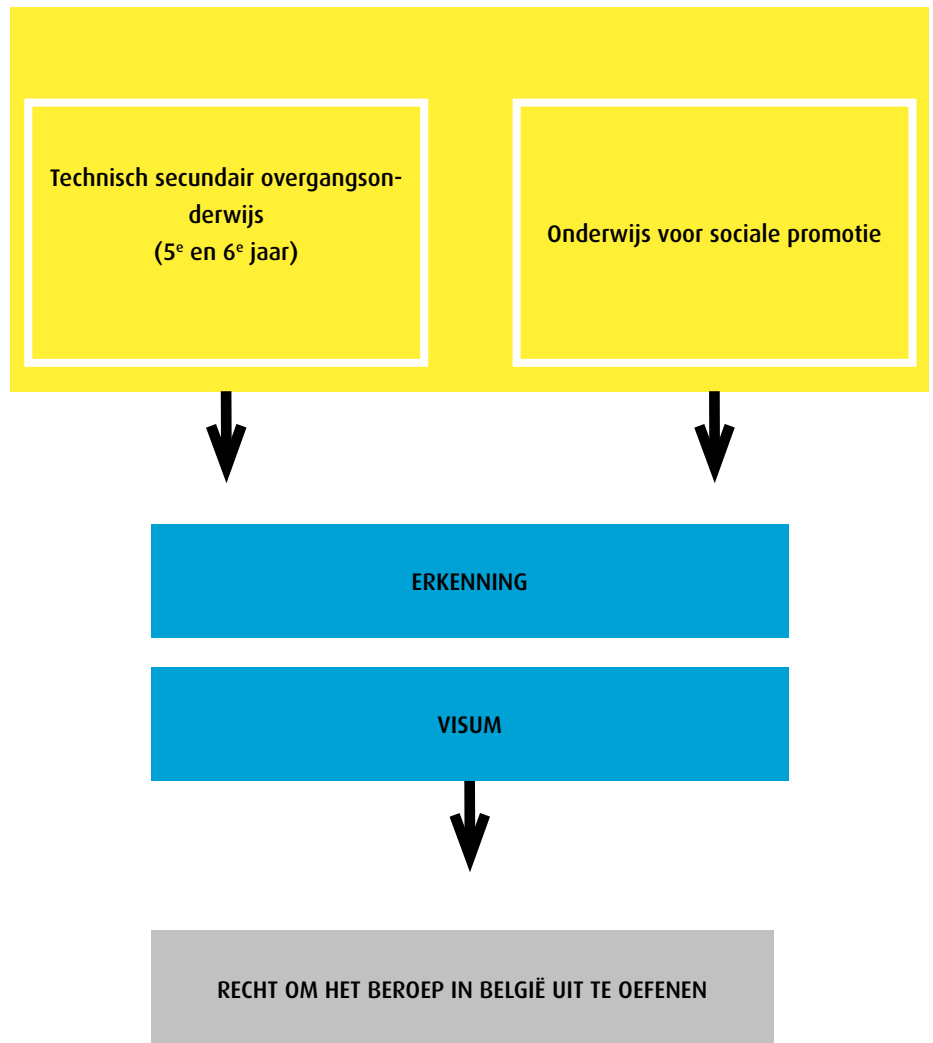 Technisch secundair overgangson-
derwijs
(5e en 6e jaar)
Onderwijs voor sociale promotie
ERKENNING
VISUM
RECHT OM HET BEROEP IN BELGIË UIT TE OEFENEN